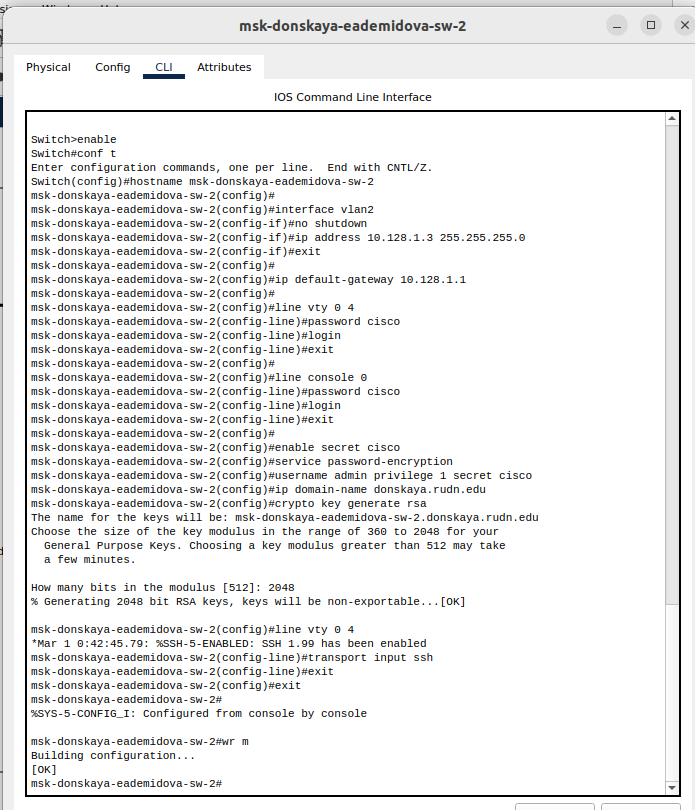 msk-donskaya-eademidova-sw-2
Physical Config CLI Attributes
IOS Command Line Interface
Switch>enable
Switch#conf t
Enter configuration commands, one per line.  End with CNTL/Z.
Switch(config)#hostname msk-donskaya-eademidova-sw-2
msk-donskaya-eademidova-sw-2(config)#
msk-donskaya-eademidova-sw-2(config)#interface vlan2
msk-donskaya-eademidova-sw-2(config-if)#no shutdown
msk-donskaya-eademidova-sw-2(config-if)#ip address 10.128.1.3 255.255.255.0
msk-donskaya-eademidova-sw-2(config-if)#exit
msk-donskaya-eademidova-sw-2(config)#
msk-donskaya-eademidova-sw-2(config)#ip default-gateway 10.128.1.1
msk-donskaya-eademidova-sw-2(config)#
msk-donskaya-eademidova-sw-2(config)#line vty 0 4
msk-donskaya-eademidova-sw-2(config-line)#password cisco
msk-donskaya-eademidova-sw-2(config-line)#login
msk-donskaya-eademidova-sw-2(config-line)#exit
msk-donskaya-eademidova-sw-2(config)#
msk-donskaya-eademidova-sw-2(config)#line console 0
msk-donskaya-eademidova-sw-2(config-line)#password cisco
msk-donskaya-eademidova-sw-2(config-line)#login
msk-donskaya-eademidova-sw-2(config-line)#exit
msk-donskaya-eademidova-sw-2(config)#
msk-donskaya-eademidova-sw-2(config)#enable secret cisco
msk-donskaya-eademidova-sw-2(config)#service password-encryption
msk-donskaya-eademidova-sw-2(config)#username admin privilege 1 secret cisco
msk-donskaya-eademidova-sw-2(config)#ip domain-name donskaya.rudn.edu
msk-donskaya-eademidova-sw-2(config)#crypto key generate rsa
The name for the keys will be: msk-donskaya-eademidova-sw-2.donskaya.rudn.edu
Choose the size of the key modulus in the range of 360 to 2048 for your
  General Purpose Keys. Choosing a key modulus greater than 512 may take
  a few minutes.
How many bits in the modulus [512]: 2048
% Generating 2048 bit RSA keys, keys will be non-exportable...[OK]
msk-donskaya-eademidova-sw-2(config)#line vty 0 4
*Mar 1 0:42:45.79: %SSH-5-ENABLED: SSH 1.99 has been enabled
msk-donskaya-eademidova-sw-2(config-line)#transport input ssh
msk-donskaya-eademidova-sw-2(config-line)#exit
msk-donskaya-eademidova-sw-2(config)#exit
msk-donskaya-eademidova-sw-2#
%SYS-5-CONFIG_I: Configured from console by console
msk-donskaya-eademidova-sw-2#wr m
Building configuration...
[OK]
msk-donskaya-eademidova-sw-2#